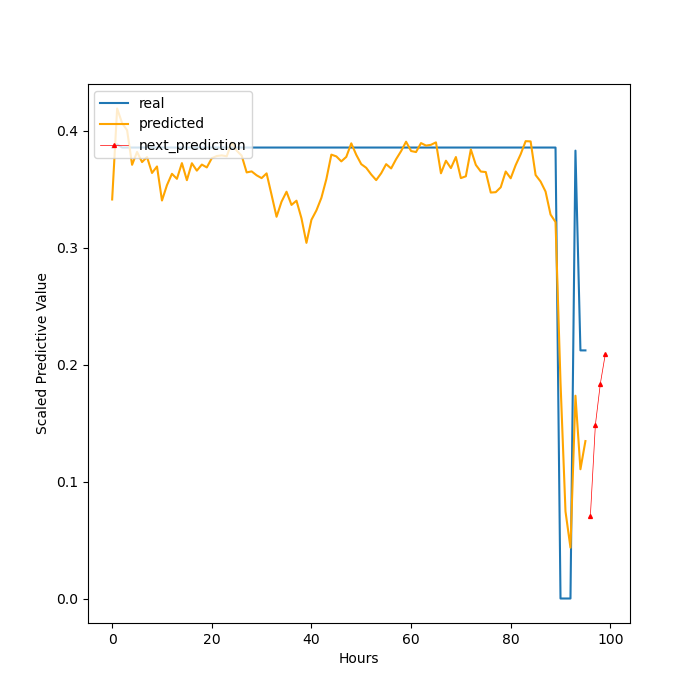 real
predicted
next_prediction
0.4
0.3
0.2
0.1
0.0
Scaled Predictive Value
0 20 40 60 80 100
Hours